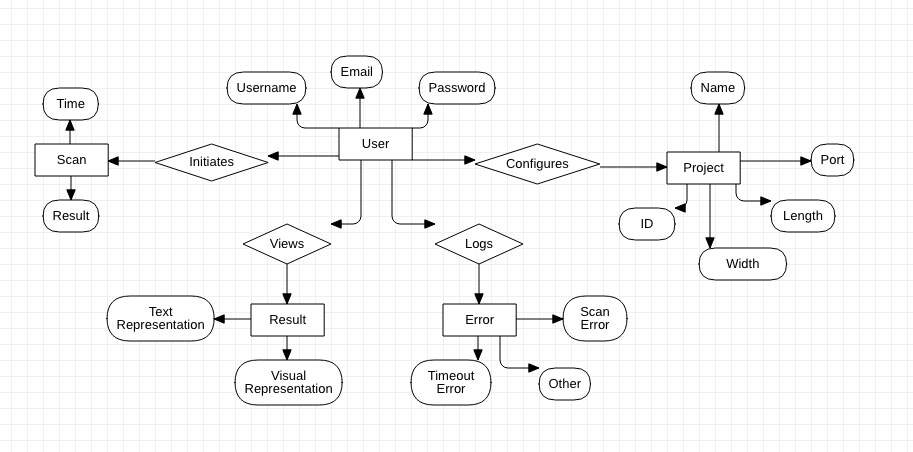 Email
Username
Password
Name
Time
User
Scan
Initiates
Configures
Project
Port
Result
ID
Length
Views
Logs
Width
Text
Representation
Result
Error
Scan
Error
Visual
Representation
Timeout
Error
Other